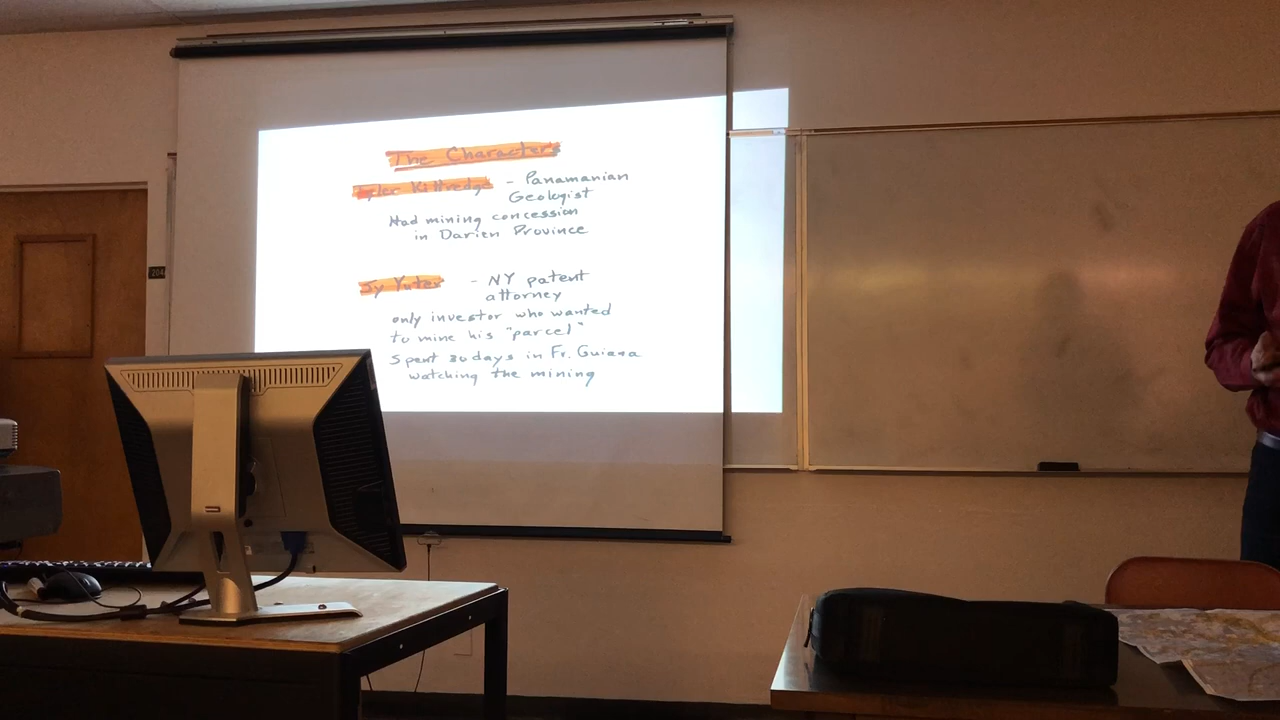 The Characters
Tyler Kittredge - Panamanian
Geologist
Had mining concession
in Darien Province
Sy Yuter - NY patent
attorney
only investor who wanted
to mine his "parcel"
Spent 30 days in Fr. Guiana
watching the mining
204